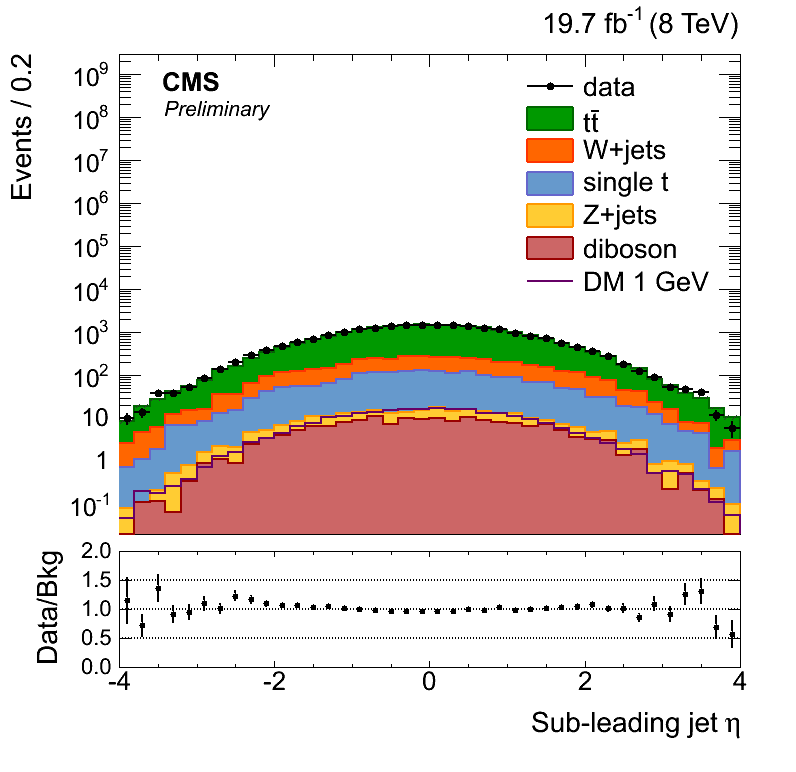 19.7 fb⁻¹ (8 TeV)
CMS
Preliminary
Events / 0.2
10⁹
10⁸
10⁷
10⁶
10⁵
10⁴
10³
10²
10
1
10⁻¹
data
tt̄
W+jets
single t
Z+jets
diboson
DM 1 GeV
Data/Bkg
2.0
1.5
1.0
0.5
0.0
-4 -2 0 2 4
Sub-leading jet η